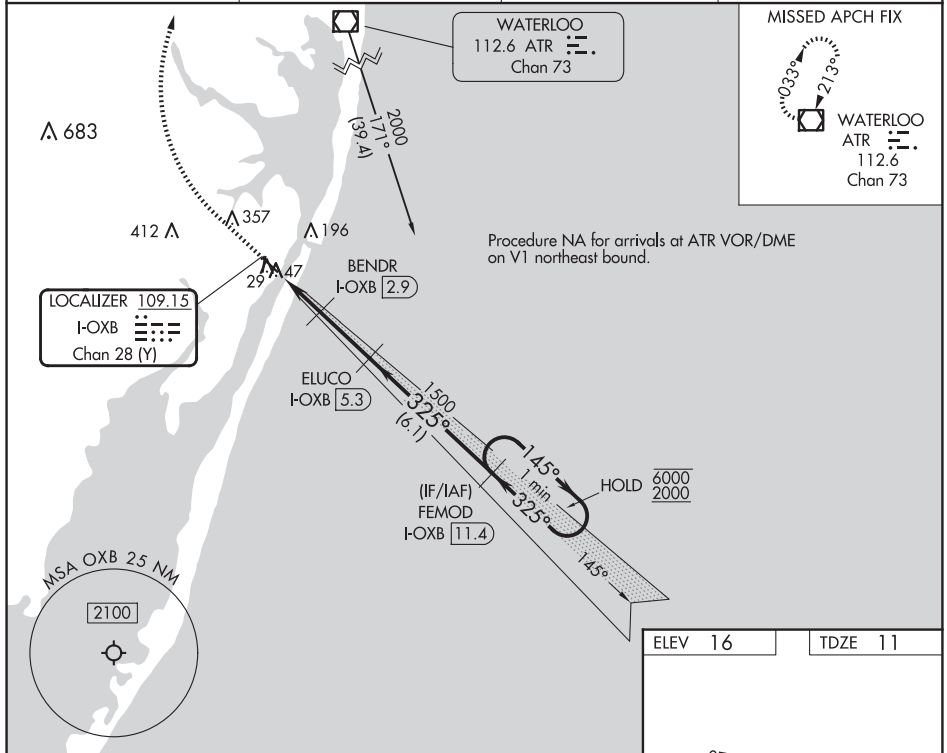 WATERLOO
112.6 ATR
Chan 73
MISSED APCH FIX
033°
213°
WATERLOO
ATR
112.6
Chan 73
2000
171°
(39.4)
683
357
412
196
29
47
Procedure NA for arrivals at ATR VOR/DME
on V1 northeast bound.
LOCALIZER 109.15
I-OXB
Chan 28 (Y)
BENDR
I-OXB 2.9
ELUCO
I-OXB 5.3
1500
325°
(6.1)
(IF/IAF)
FEMOD
I-OXB 11.4
145°
1 min
325°
HOLD 6000
2000
145°
MSA OXB 25 NM
2100
ELEV 16
TDZE 11